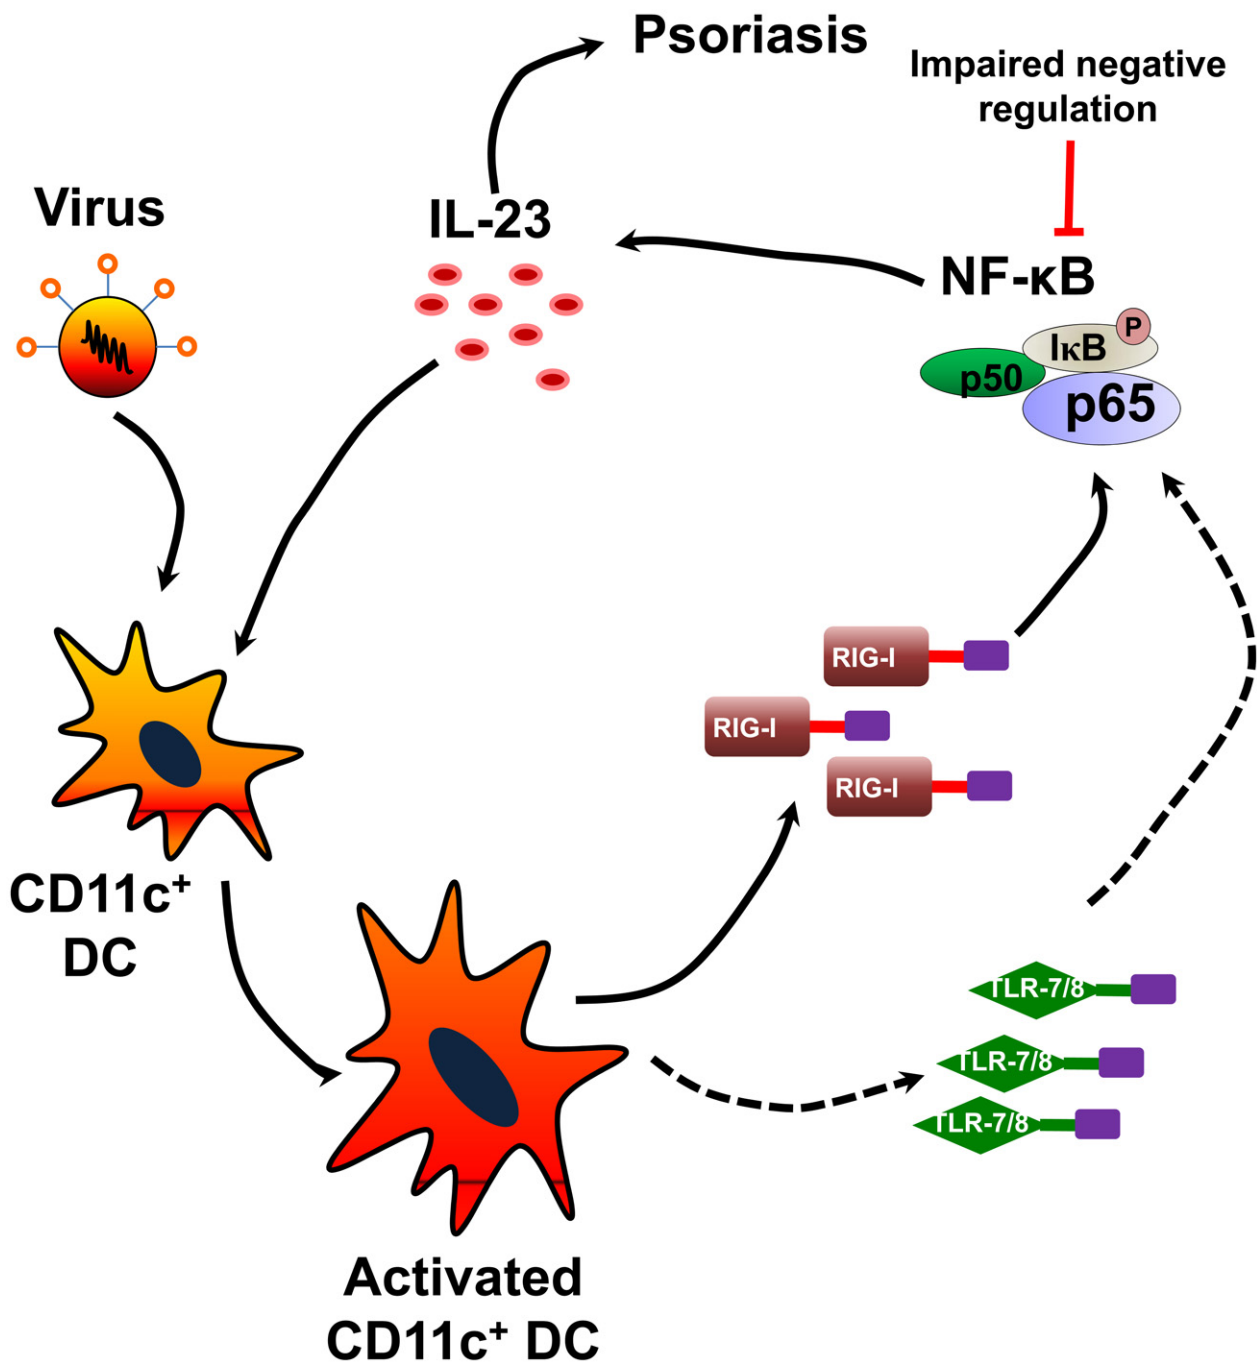 Psoriasis
Impaired negative
regulation
Virus
IL-23
NF-κB
P
IκB
p50
p65
RIG-I
RIG-I
RIG-I
CD11c⁺
DC
TLR-7/8
TLR-7/8
TLR-7/8
Activated
CD11c⁺ DC